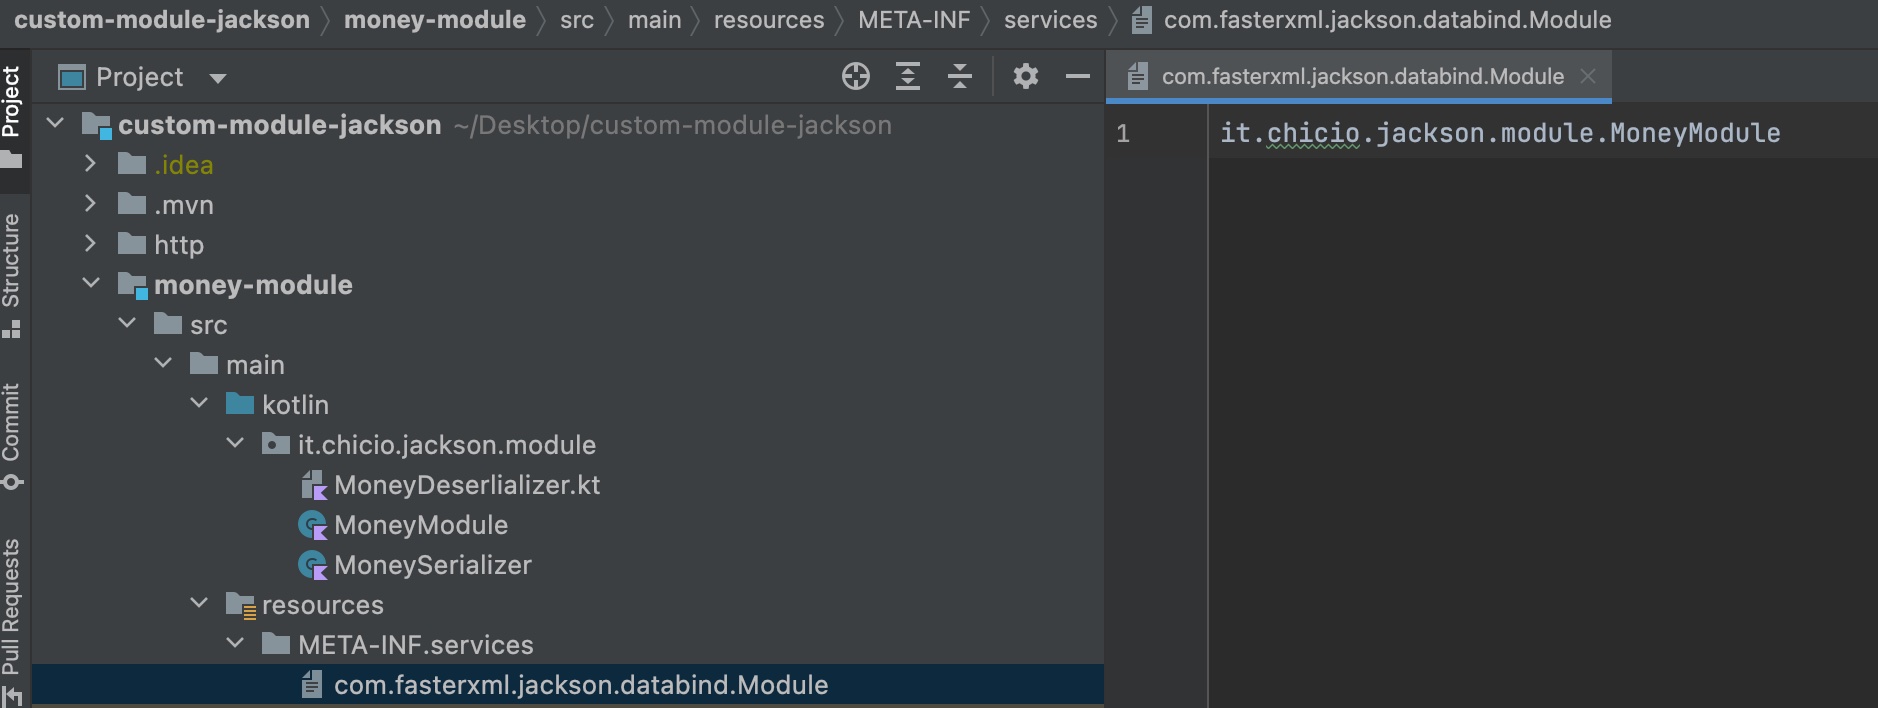 custom-module-jackson money-module src main resources META-INF services com.fasterxml.jackson.databind.Module
Project
com.fasterxml.jackson.databind.Module
custom-module-jackson ~/Desktop/custom-module-jackson
.idea
.mvn
http
money-module
src
main
kotlin
it.chicio.jackson.module
MoneyDeserlializer.kt
MoneyModule
MoneySerializer
resources
META-INF.services
com.fasterxml.jackson.databind.Module
1 it.chicio.jackson.module.MoneyModule
Project
Structure
Commit
Pull Requests